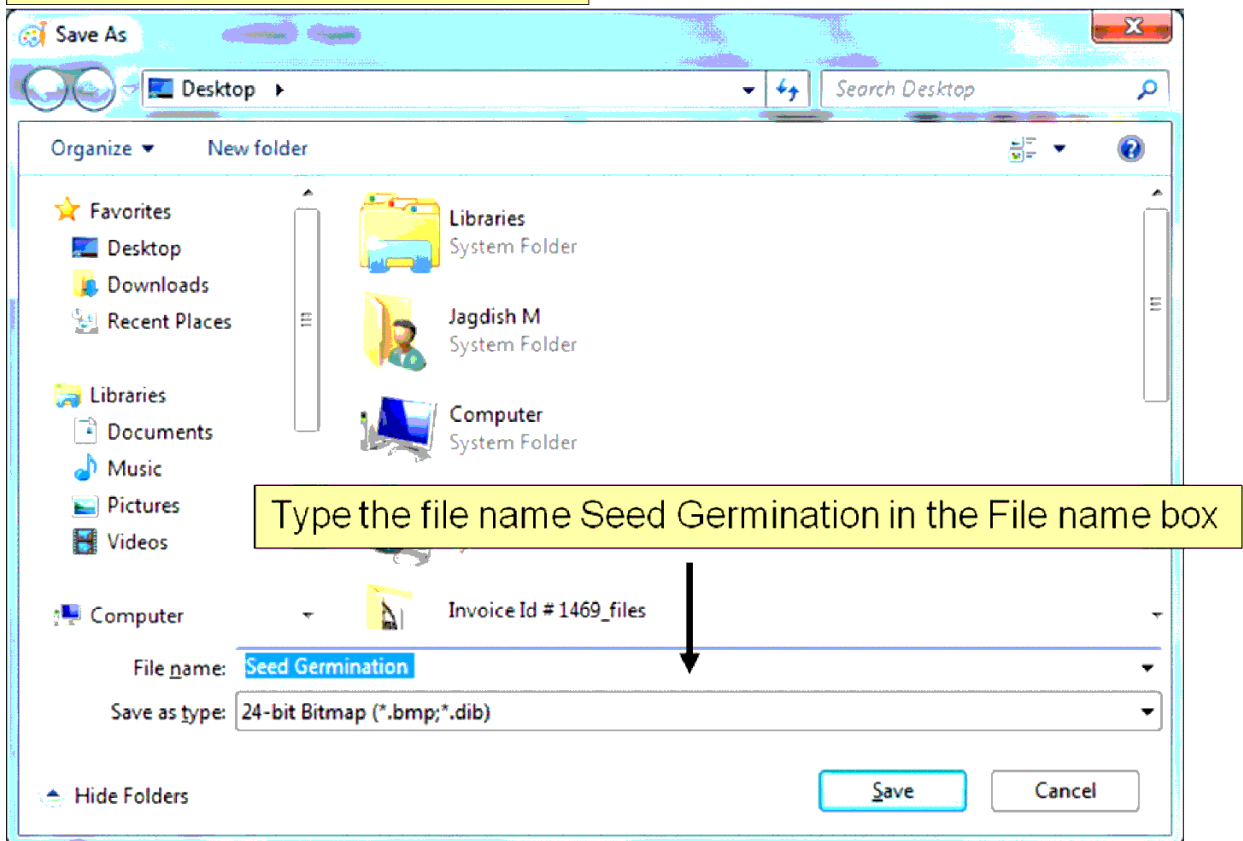 Save As
Desktop
Search Desktop
Organize
New folder
Favorites
Desktop
Downloads
Recent Places
Libraries
Documents
Music
Pictures
Videos
Computer
Libraries
System Folder
Jagdish M
System Folder
Computer
System Folder
Type the file name Seed Germination in the File name box
Invoice Id # 1469_files
File name: Seed Germination
Save as type: 24-bit Bitmap (*.bmp;*.dib)
Hide Folders
Save
Cancel